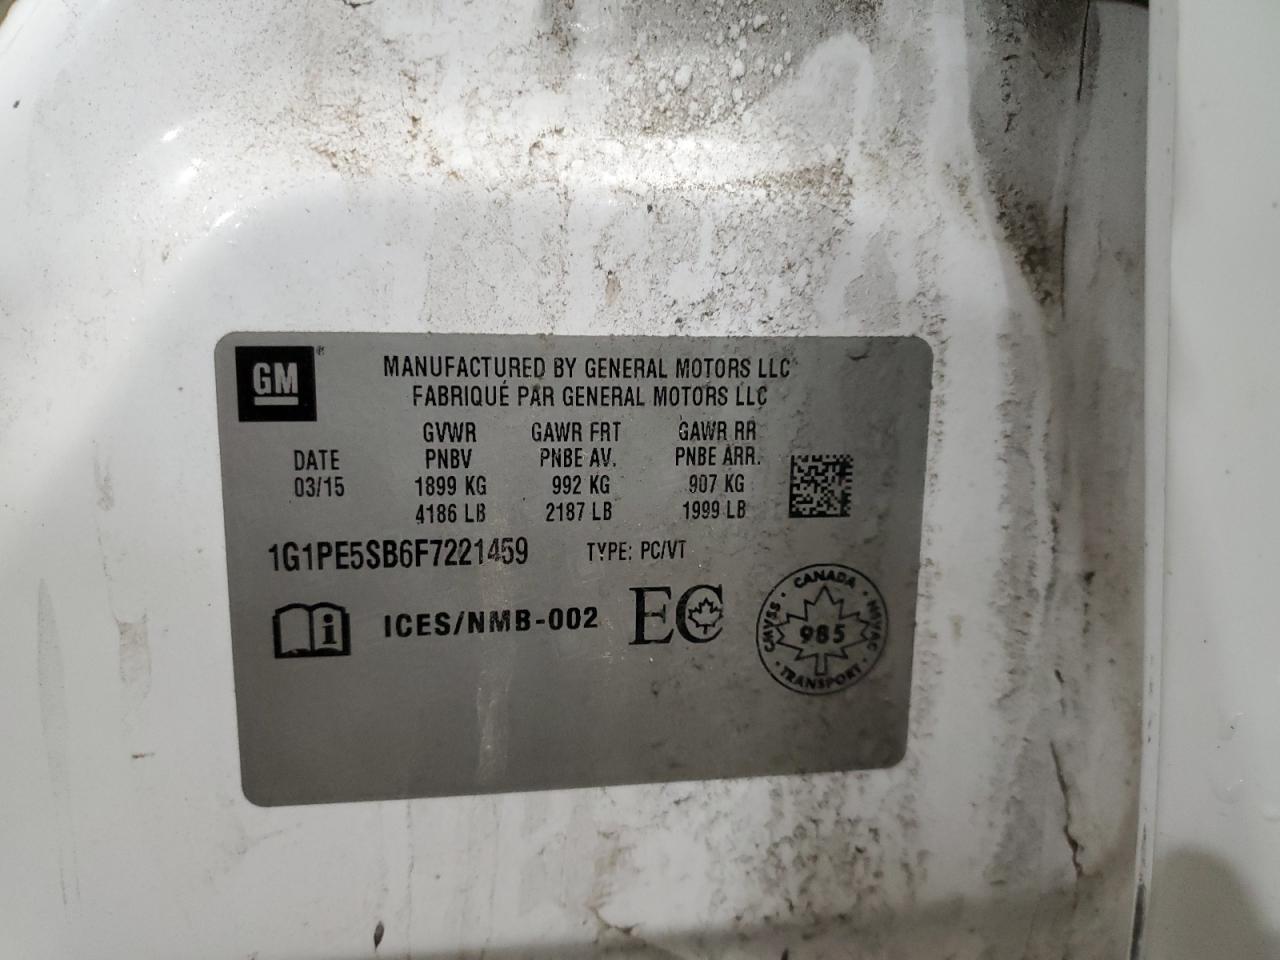 GM®
MANUFACTURED BY GENERAL MOTORS LLC
FABRIQUÉ PAR GENERAL MOTORS LLC
GVWR GAWR FRT GAWR RR
DATE PNBV PNBE AV. PNBE ARR.
03/15 1899 KG 992 KG 907 KG
4186 LB 2187 LB 1999 LB
1G1PE5SB6F7221459 TYPE: PC/VT
i ICES/NMB-002 EC
CANADA
CMVSS 985 NSVAC
TRANSPORT